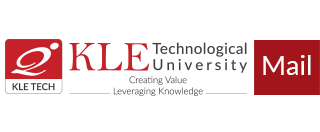 KLE TECH
KLE Technological University
Creating Value
Leveraging Knowledge
Mail